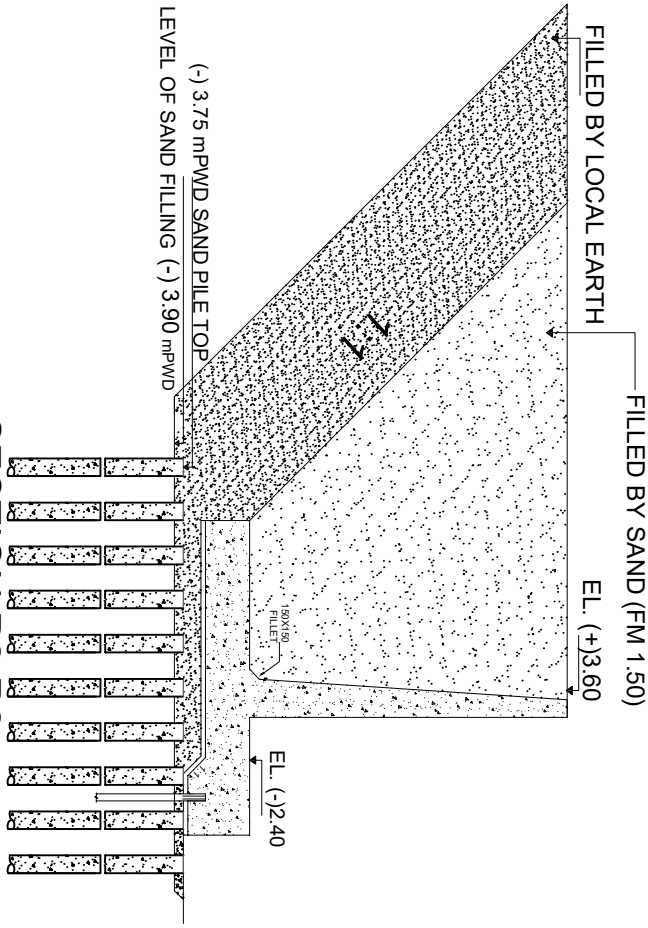 FILLED BY SAND (FM 1.50)
FILLED BY LOCAL EARTH
EL. (+)3.60
1:1
150X150
FILLET
EL. (-)2.40
(-) 3.75 mPWD SAND PILE TOP
LEVEL OF SAND FILLING (-) 3.90 mPWD